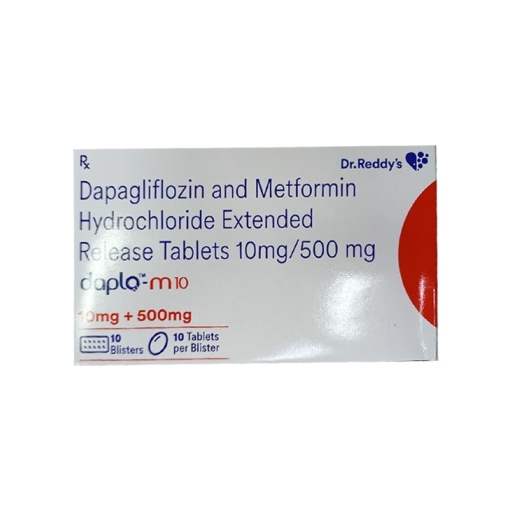 Rx
Dr.Reddy's
Dapagliflozin and Metformin
Hydrochloride Extended
Release Tablets 10mg/500 mg
daplo™-m10
10mg + 500mg
10 Blisters
10 Tablets per Blister